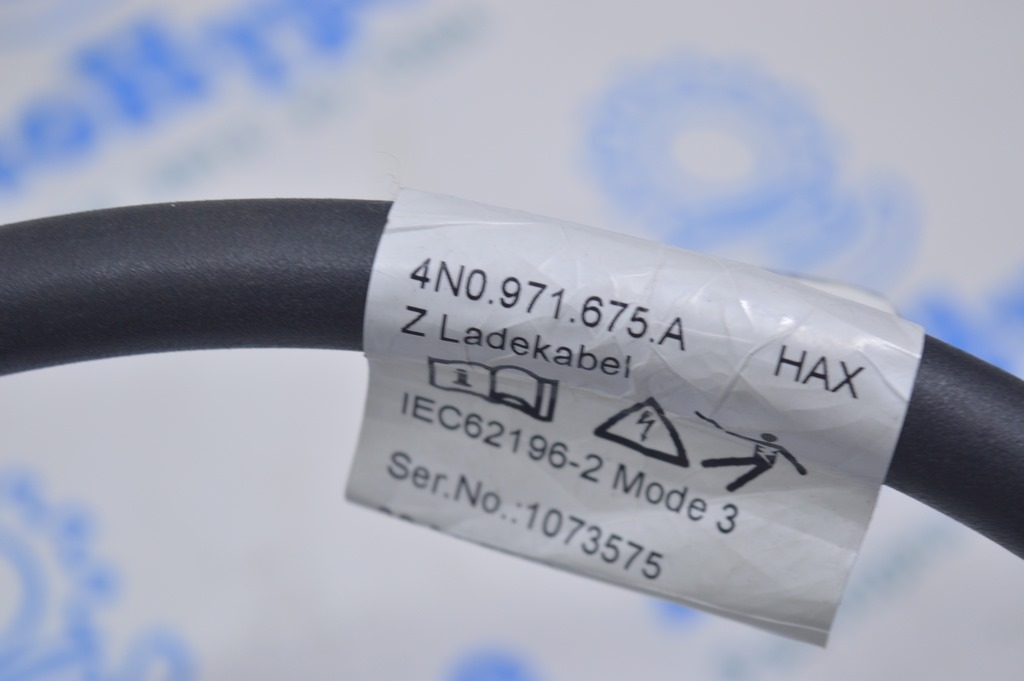 4N0.971.675.A
Z Ladekabel HAX
IEC62196-2 Mode 3
Ser.No.:1073575